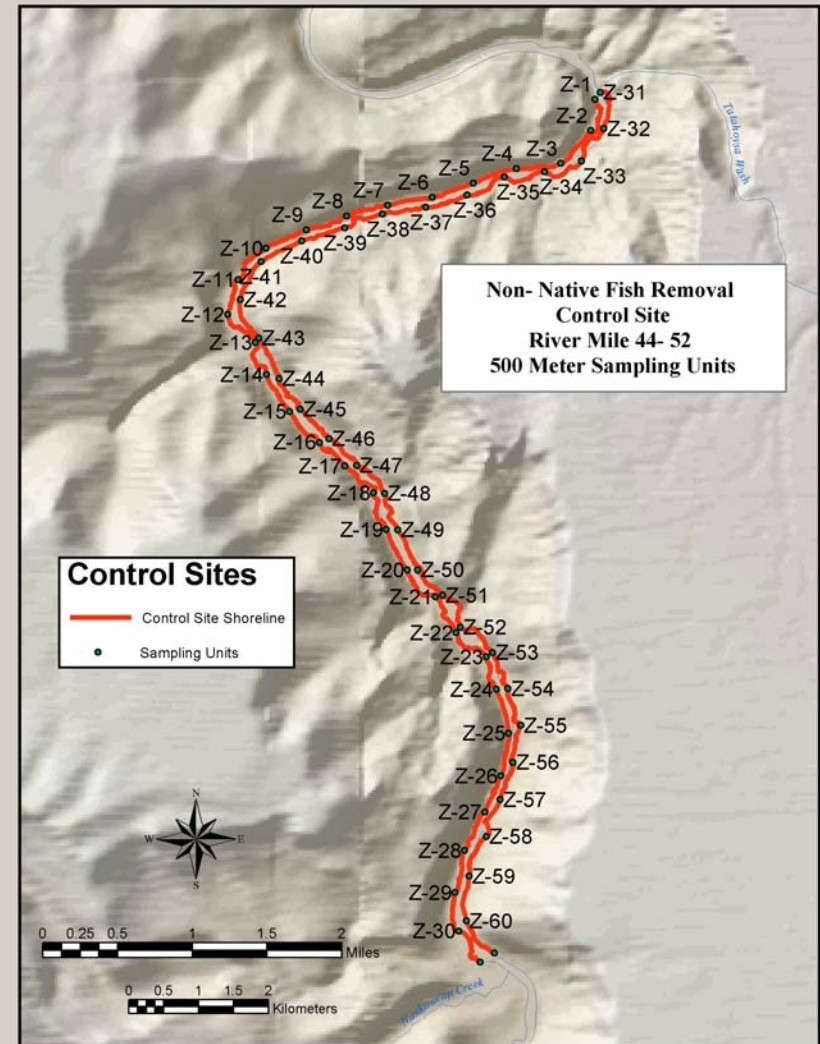 Z-1
Z-31
Z-2
Z-32
Z-3
Z-33
Z-4
Z-34
Z-5
Z-35
Z-6
Z-36
Z-7
Z-37
Z-8
Z-38
Z-9
Z-39
Z-10
Z-40
Z-11
Z-41
Z-12
Z-42
Z-13
Z-43
Z-14
Z-44
Z-15
Z-45
Z-16
Z-46
Z-17
Z-47
Z-18
Z-48
Z-19
Z-49
Z-20
Z-50
Z-21
Z-51
Z-22
Z-52
Z-23
Z-53
Z-24
Z-54
Z-25
Z-55
Z-26
Z-56
Z-27
Z-57
Z-28
Z-58
Z-29
Z-59
Z-30
Z-60
Tatahoysa Wash
Non- Native Fish Removal
Control Site
River Mile 44- 52
500 Meter Sampling Units
Control Sites
Control Site Shoreline
Sampling Units
N
W E
S
0 0.25 0.5 1 1.5 2
Miles
0 0.5 1 1.5 2
Kilometers
Nankoweap Creek